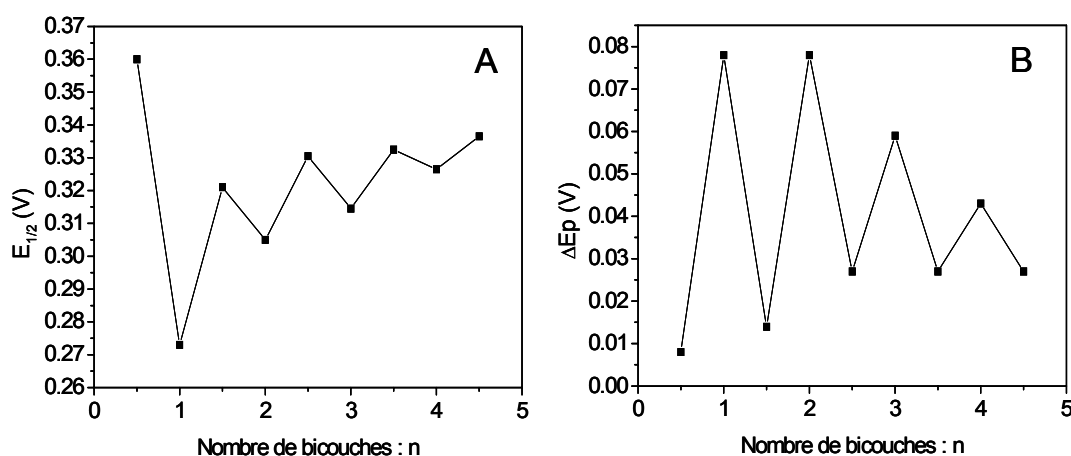 A
E1/2 (V)
0.37
0.36
0.35
0.34
0.33
0.32
0.31
0.30
0.29
0.28
0.27
0.26
0 1 2 3 4 5
Nombre de bicouches : n
B
ΔEp (V)
0.08
0.07
0.06
0.05
0.04
0.03
0.02
0.01
0.00
0 1 2 3 4 5
Nombre de bicouches : n